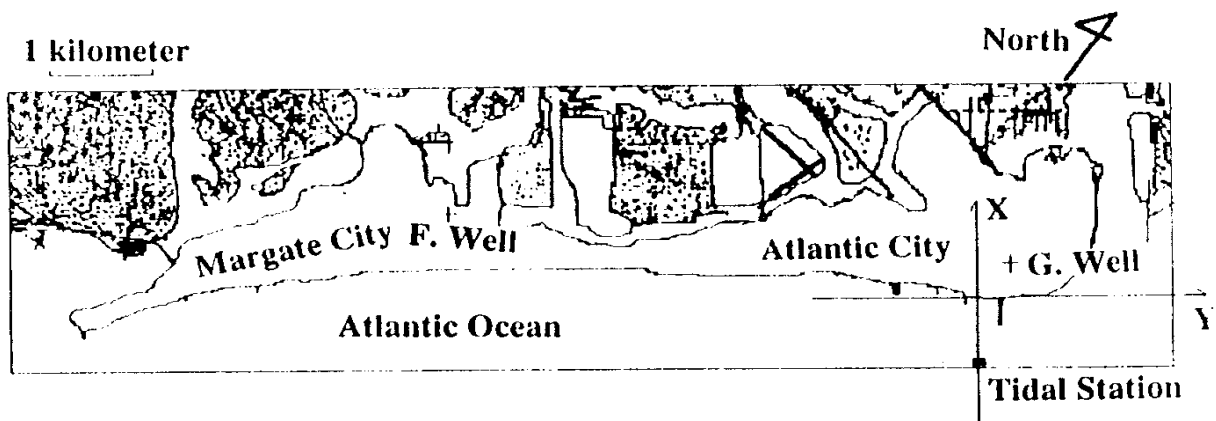 North
1 kilometer
X
Margate City F. Well
Atlantic City
+ G. Well
Atlantic Ocean
Y
Tidal Station